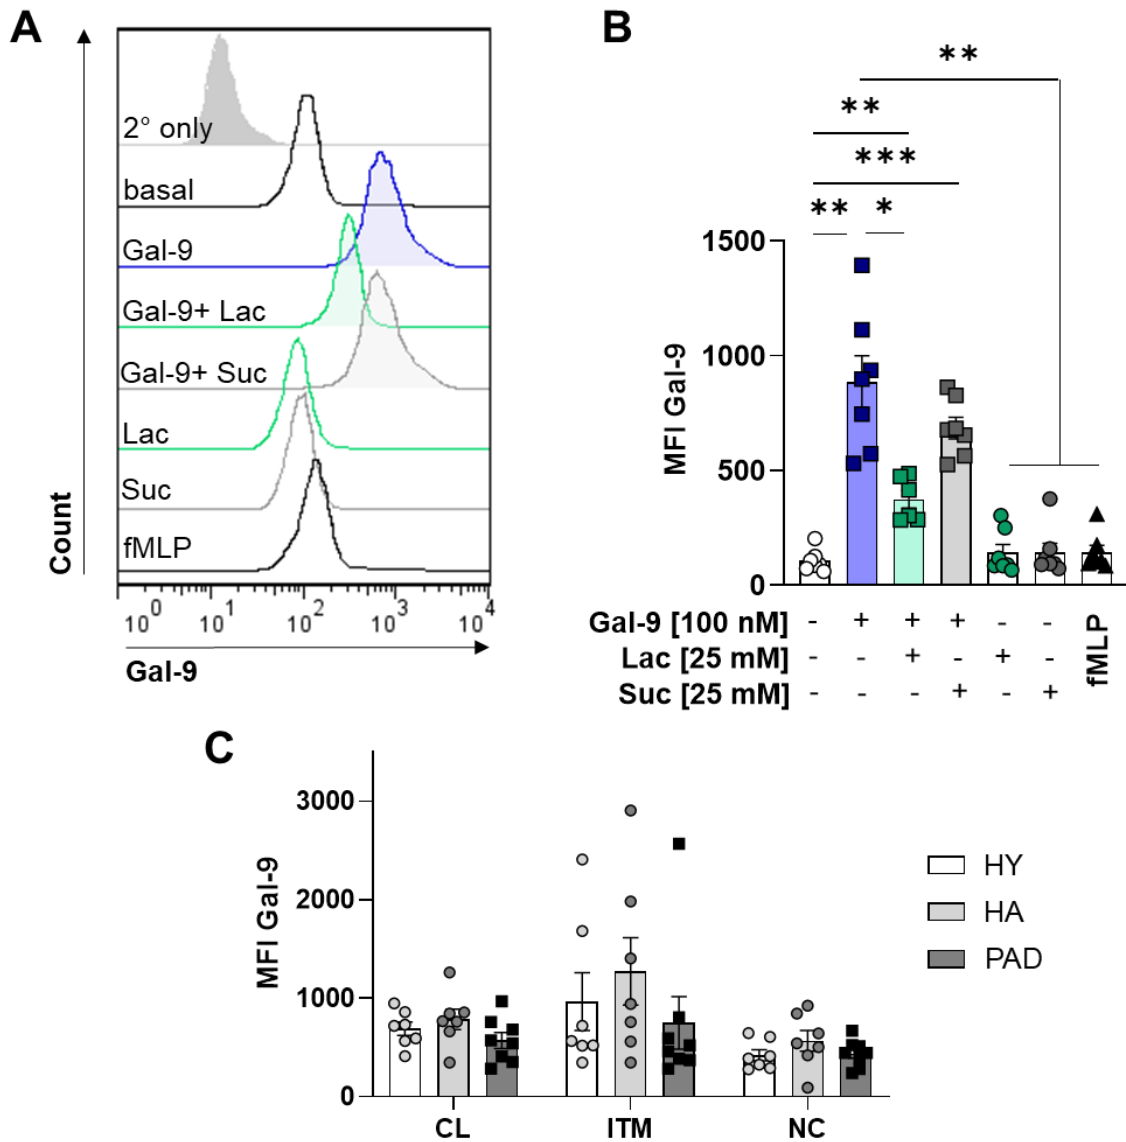 A
2° only
basal
Gal-9
Gal-9+ Lac
Gal-9+ Suc
Lac
Suc
fMLP
Count
10^0 10^1 10^2 10^3 10^4
Gal-9
B
**
**
***
** *
MFI Gal-9
1500
1000
500
0
Gal-9 [100 nM] - + + + - -
Lac [25 mM] - - + - + -
Suc [25 mM] - - - + - +
fMLP
C
MFI Gal-9
3000
2000
1000
0
CL ITM NC
HY
HA
PAD